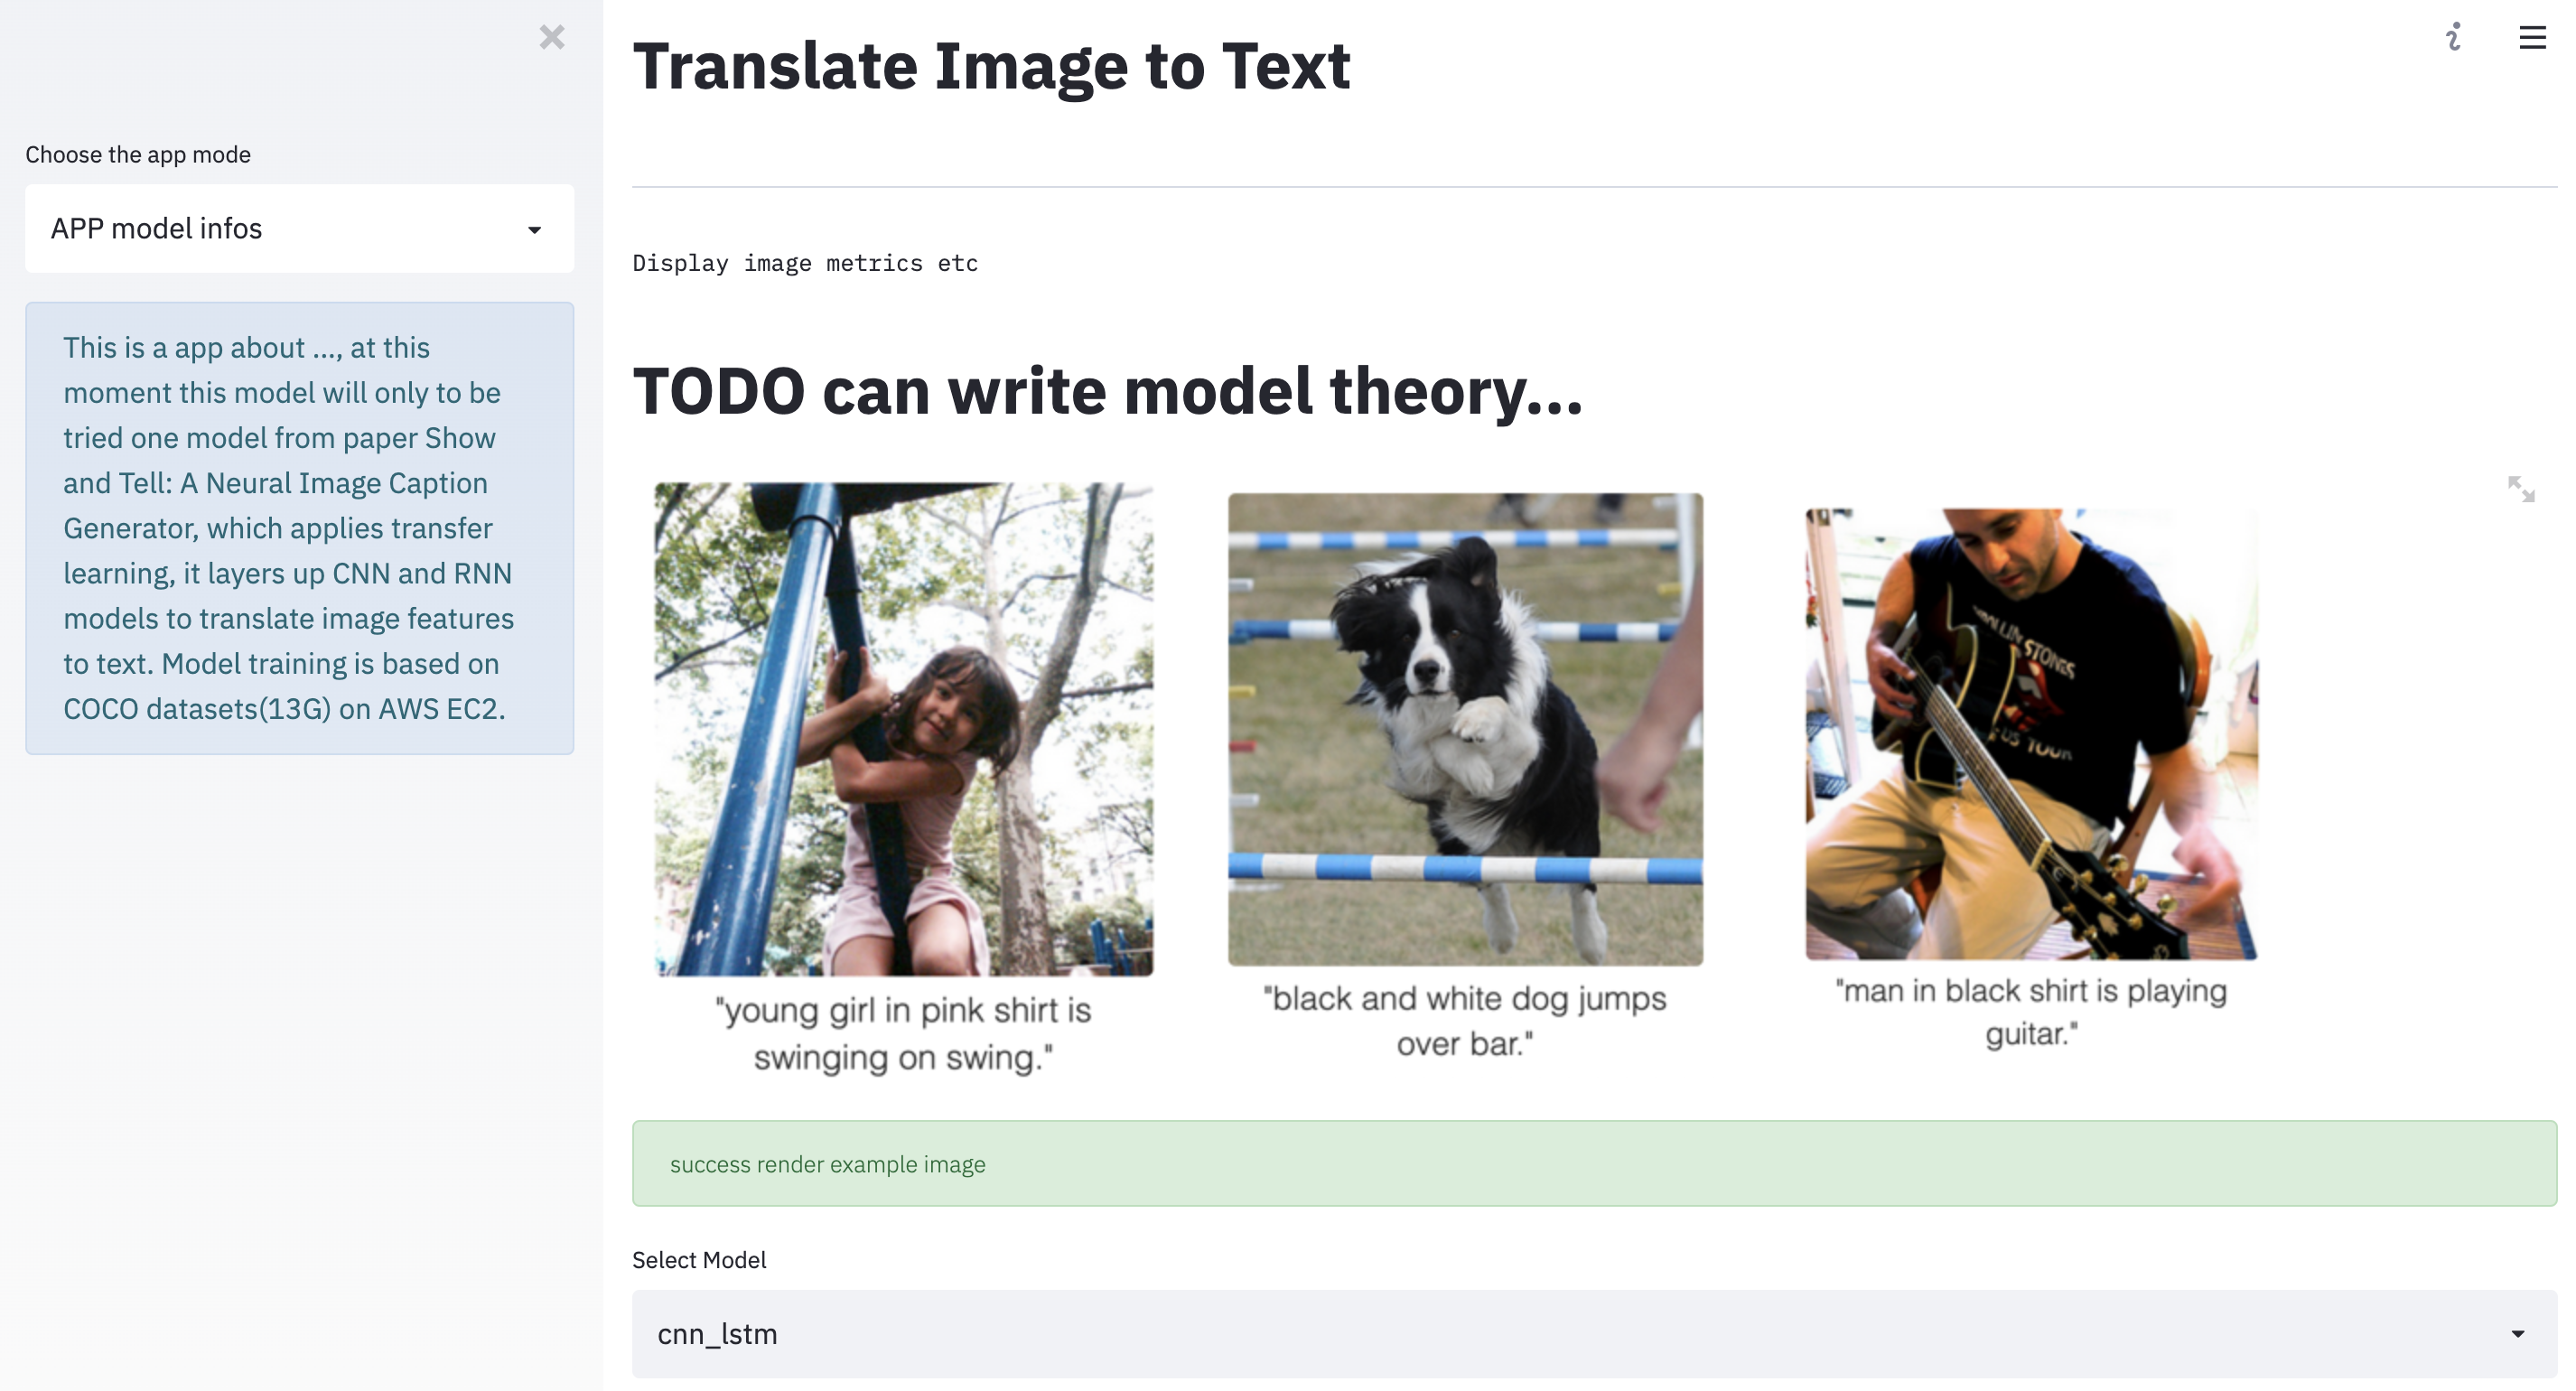 Translate Image to Text
Choose the app mode
APP model infos
This is a app about ..., at this
moment this model will only to be
tried one model from paper Show
and Tell: A Neural Image Caption
Generator, which applies transfer
learning, it layers up CNN and RNN
models to translate image features
to text. Model training is based on
COCO datasets(13G) on AWS EC2.
Display image metrics etc
TODO can write model theory...
STONES
US TOUR
"young girl in pink shirt is
swinging on swing."
"black and white dog jumps
over bar."
"man in black shirt is playing
guitar."
success render example image
Select Model
cnn_lstm